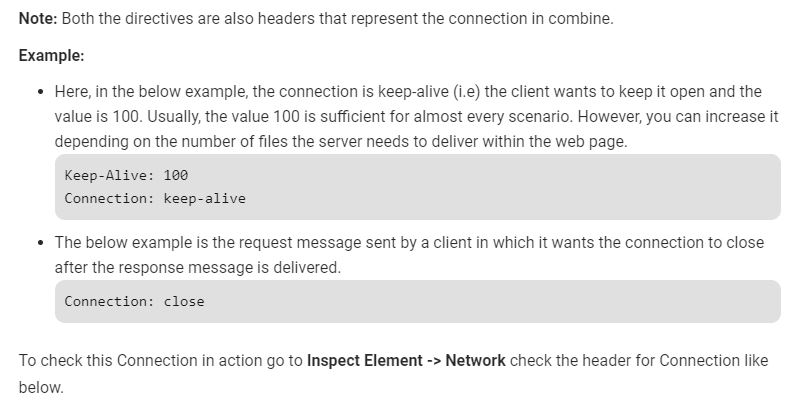 Note: Both the directives are also headers that represent the connection in combine.
Example:
Here, in the below example, the connection is keep-alive (i.e) the client wants to keep it open and the
value is 100. Usually, the value 100 is sufficient for almost every scenario. However, you can increase it
depending on the number of files the server needs to deliver within the web page.
Keep-Alive: 100
Connection: keep-alive
The below example is the request message sent by a client in which it wants the connection to close
after the response message is delivered.
Connection: close
To check this Connection in action go to Inspect Element -> Network check the header for Connection like
below.